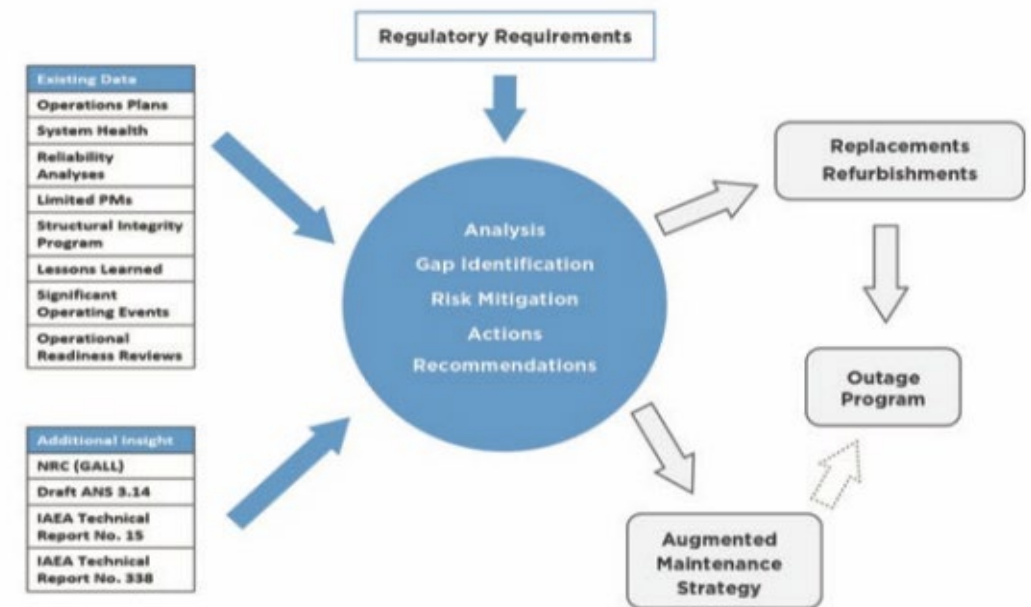 Regulatory Requirements
Existing Data
Operations Plans
System Health
Reliability
Analyses
Limited PMs
Structural Integrity
Program
Lessons Learned
Significant
Operating Events
Operational
Readiness Reviews
Additional Insight
NRC (GALL)
Draft ANS 3.14
IAEA Technical
Report No. 15
IAEA Technical
Report No. 338
Analysis
Gap Identification
Risk Mitigation
Actions
Recommendations
Replacements
Refurbishments
Outage
Program
Augmented
Maintenance
Strategy